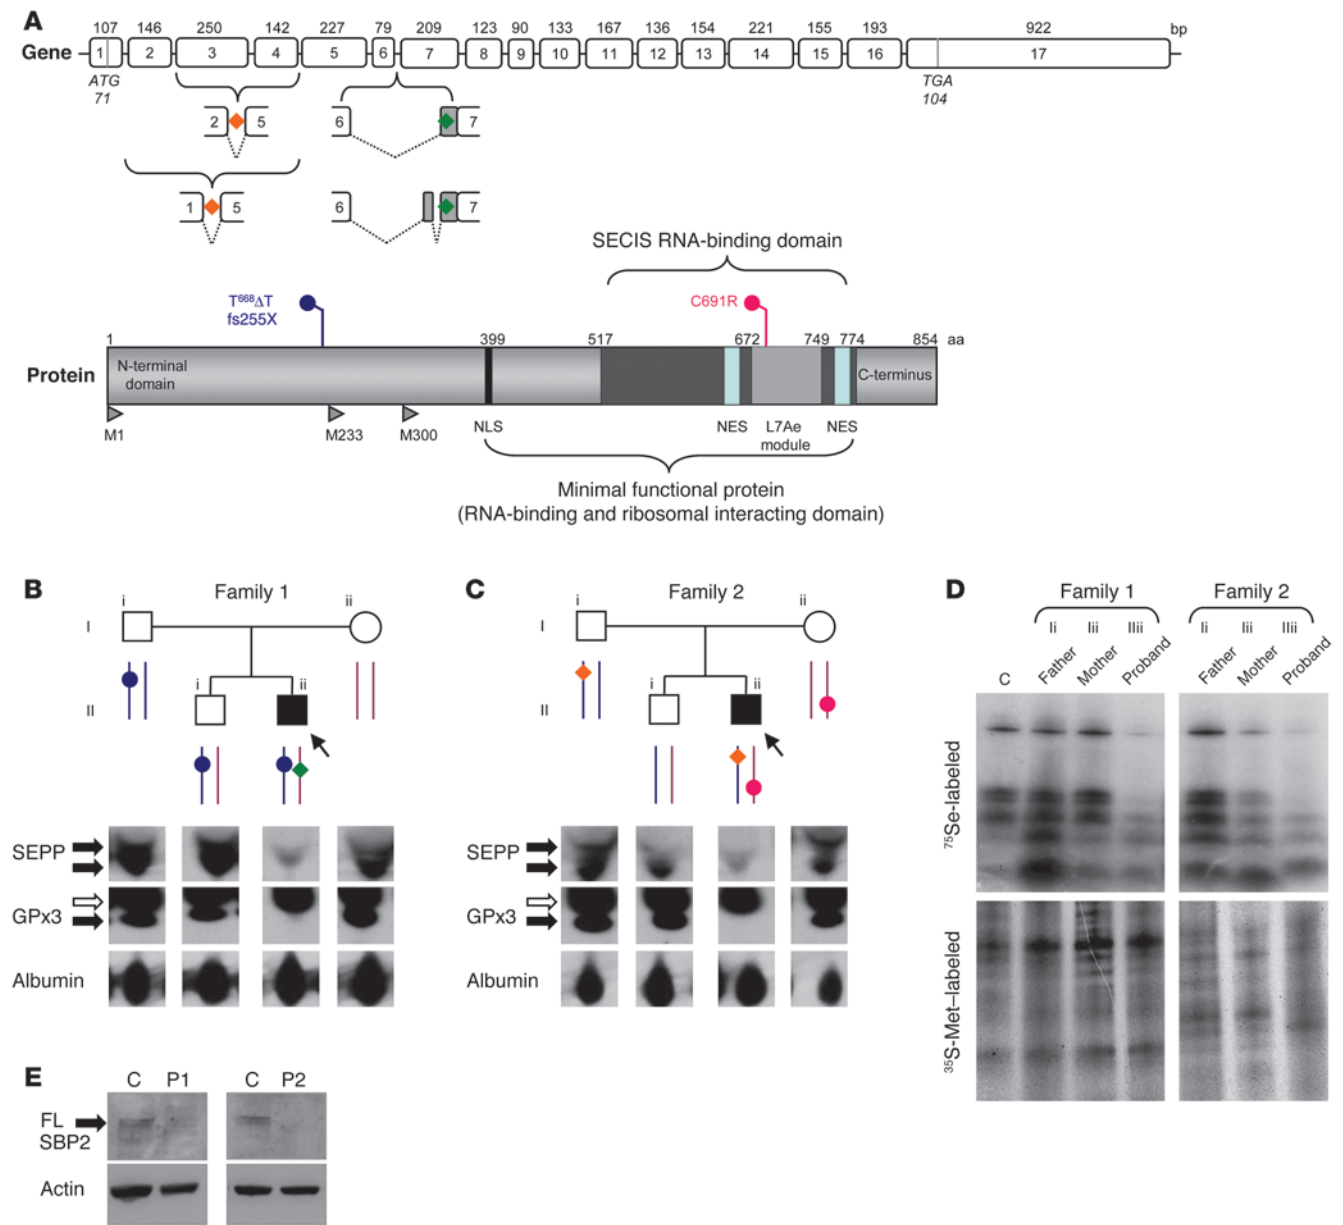 A
107 146 250 142 227 79 209 123 90 133 167 136 154 221 155 193 922 bp
Gene 1 2 3 4 5 6 7 8 9 10 11 12 13 14 15 16 17
ATG TGA
71 104
2 5 6 7
1 5 6 7
SECIS RNA-binding domain
T668ΔT C691R
fs255X
1 399 517 672 749 774 854 aa
Protein N-terminal domain C-terminus
M1 M233 M300 NLS NES L7Ae module NES
Minimal functional protein
(RNA-binding and ribosomal interacting domain)
B Family 1
i ii
I
i ii
II
SEPP
GPx3
Albumin
C Family 2
i ii
I
i ii
II
SEPP
GPx3
Albumin
D Family 1 Family 2
Ii Iii IIii Ii Iii IIii
C Father Mother Proband Father Mother Proband
75Se-labeled
35S-Met–labeled
E
C P1 C P2
FL
SBP2
Actin